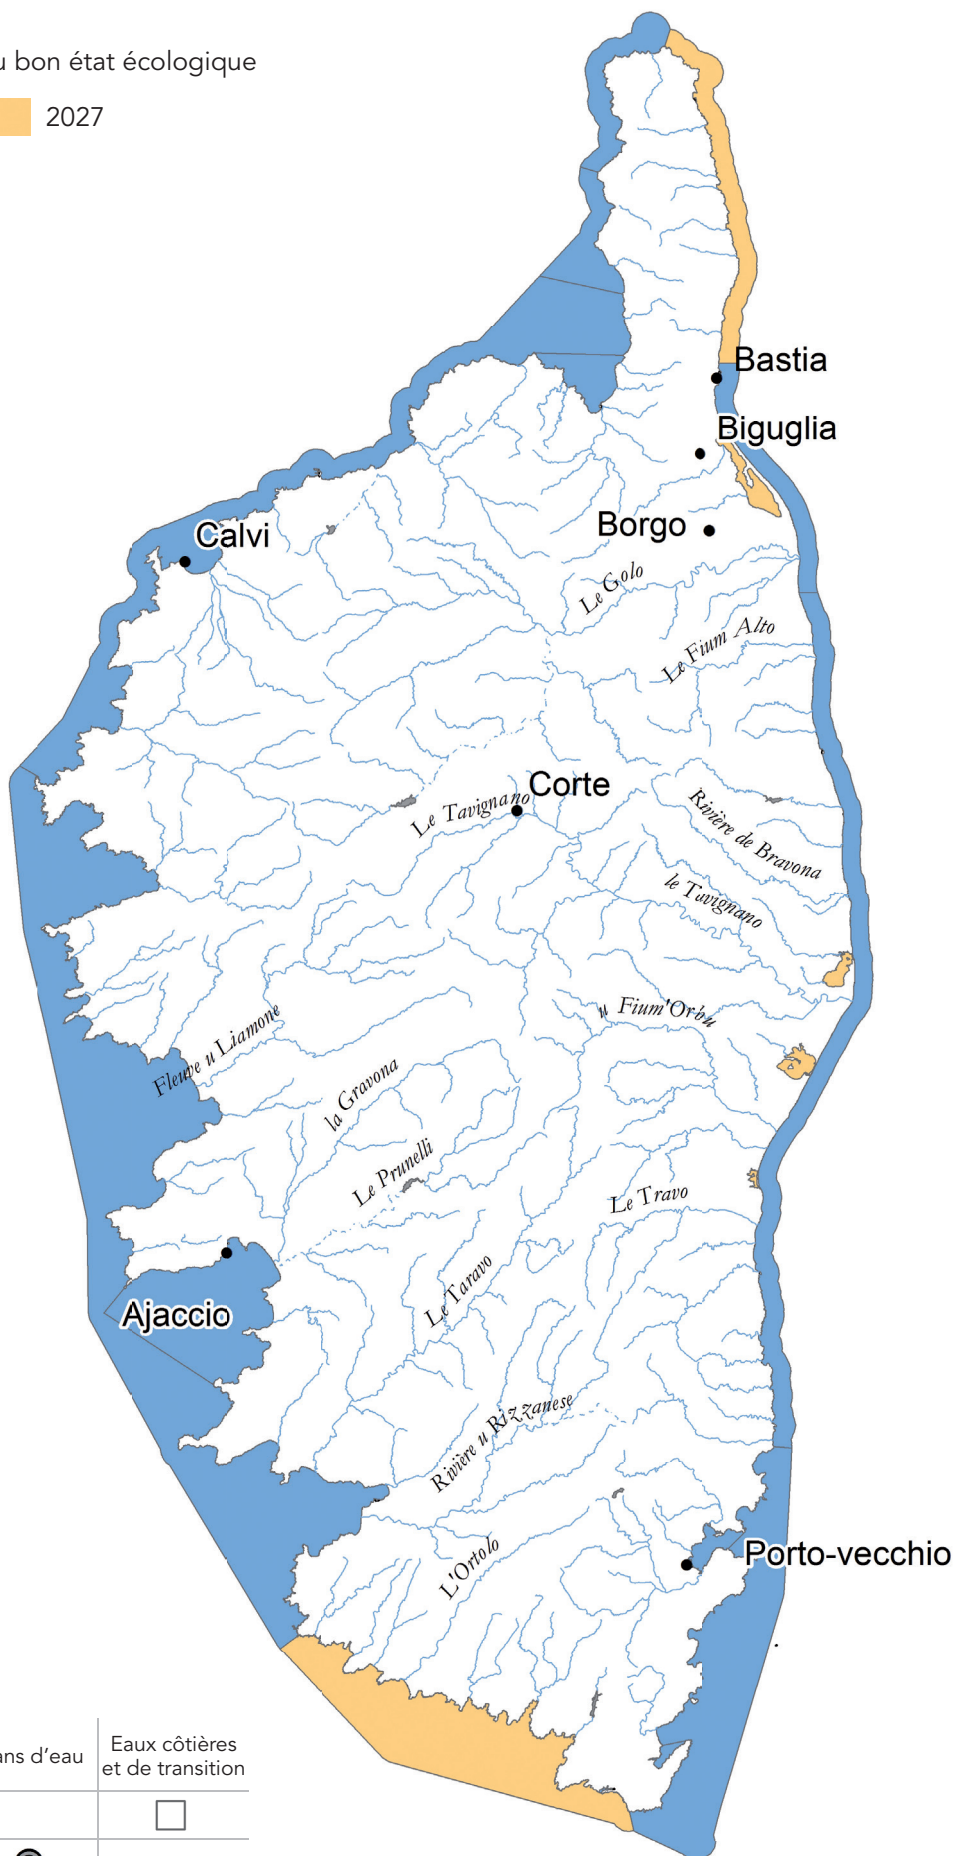 u bon état écologique
2027
Bastia
Biguglia
Calvi
Borgo
Le Golo
Le Fium Alto
Corte
Le Tavignano
Rivière de Bravona
le Tavignano
u Fium'Orbu
Fleuve u Liamone
la Gravona
Le Prunelli
Le Travo
Le Taravo
Ajaccio
Rivière u Rizzanese
L'Ortolo
Porto-vecchio
ans d'eau
Eaux côtières
et de transition